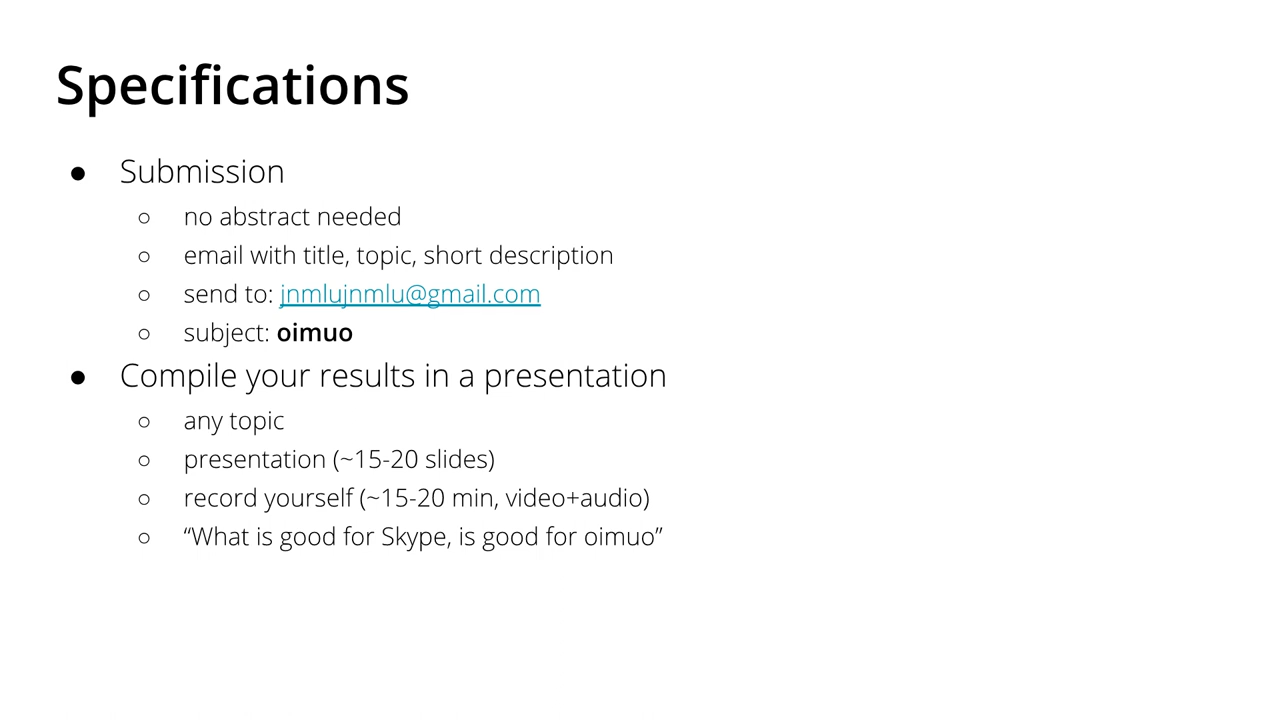 Specifications
● Submission
○ no abstract needed
○ email with title, topic, short description
○ send to: jnmlujnmlu@gmail.com
○ subject: oimuo
● Compile your results in a presentation
○ any topic
○ presentation (~15-20 slides)
○ record yourself (~15-20 min, video+audio)
○ “What is good for Skype, is good for oimuo”